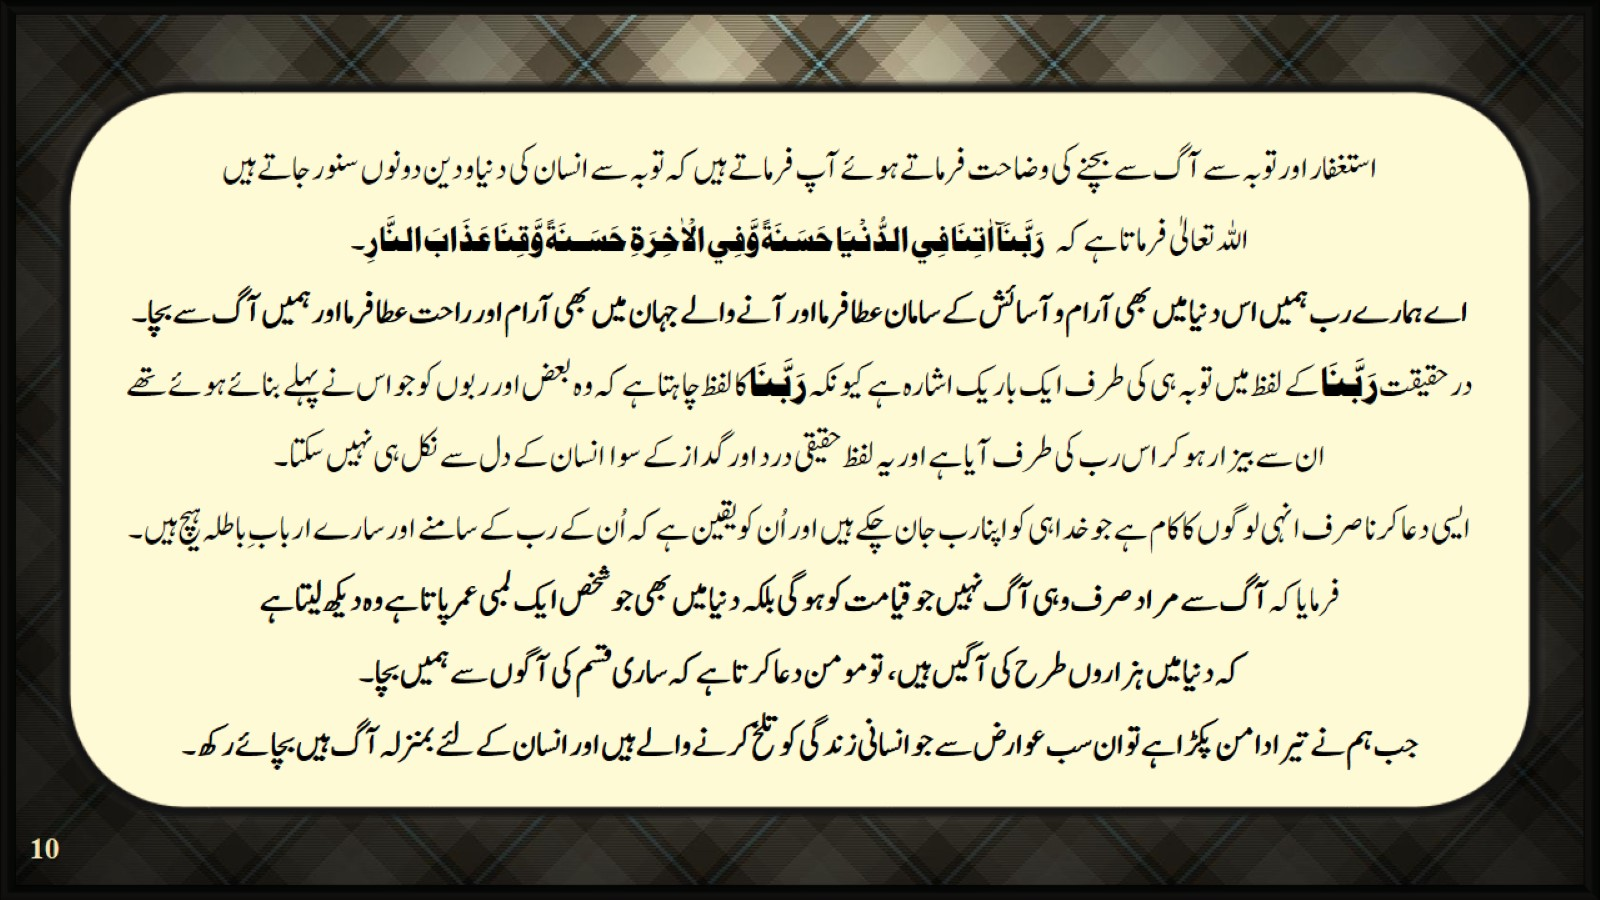 استغفار اور توبہ سے آگ سے بچنے کی وضاحت فرماتے ہوئے آپ فرماتے ہیں کہ توبہ سے انسان کی دنیا و دین دونوں سنور جاتے ہیں
اللہ تعالیٰ فرماتا ہے کہ رَبَّنَآ اٰتِنَا فِي الدُّنْيَا حَسَنَةً وَّفِي الْاٰخِرَةِ حَسَنَةً وَّقِنَا عَذَابَ النَّارِ۔
اے ہمارے رب ہمیں اس دنیا میں بھی آرام و آسائش کے سامان عطا فرما اور آنے والے جہان میں بھی آرام اور راحت عطا فرما اور ہمیں آگ سے بچا۔
در حقیقت رَبَّنَا کے لفظ میں توبہ ہی کی طرف ایک باریک اشارہ ہے کیونکہ رَبَّنَا کا لفظ چاہتا ہے کہ وہ بعض اور ربوں کو جو اس نے پہلے بنائے ہوئے تھے
ان سے بیزار ہو کر اس رب کی طرف آیا ہے اور یہ لفظ حقیقی درد اور گداز کے سوا انسان کے دل سے نکل ہی نہیں سکتا۔
ایسی دعا کرنا صرف انہی لوگوں کا کام ہے جو خدا ہی کو اپنا رب جان چکے ہیں اور اُن کو یقین ہے کہ اُن کے رب کے سامنے اور سارے اربابِ باطلہ ہیچ ہیں۔
فرمایا کہ آگ سے مراد صرف وہی آگ نہیں جو قیامت کو ہو گی بلکہ دنیا میں بھی جو شخص ایک لمبی عمر پاتا ہے وہ دیکھ لیتا ہے
کہ دنیا میں ہزاروں طرح کی آگیں ہیں، تو مومن دعا کرتا ہے کہ ساری قسم کی آگوں سے ہمیں بچا۔
جب ہم نے تیرا دامن پکڑا ہے تو ان سب عوارض سے جو انسانی زندگی کو تلخ کرنے والے ہیں اور انسان کے لئے بمنزلہ آگ ہیں بچائے رکھ۔
10